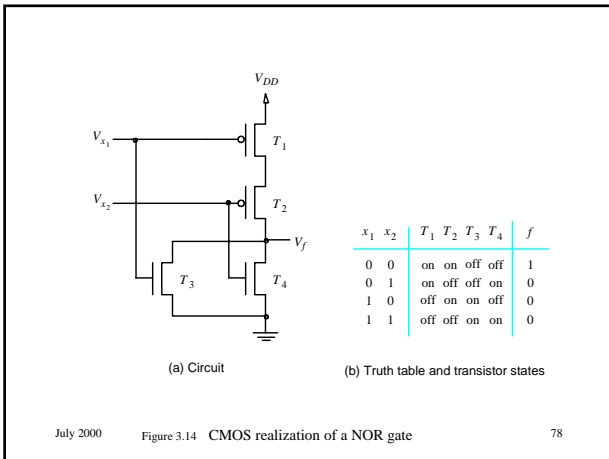 V_DD
V_x1
T_1
V_x2
T_2
V_f
T_3
T_4
(a) Circuit
x_1 x_2 T_1 T_2 T_3 T_4 f
0 0 on on off off 1
0 1 on off off on 0
1 0 off on on off 0
1 1 off off on on 0
(b) Truth table and transistor states
July 2000 Figure 3.14 CMOS realization of a NOR gate 78